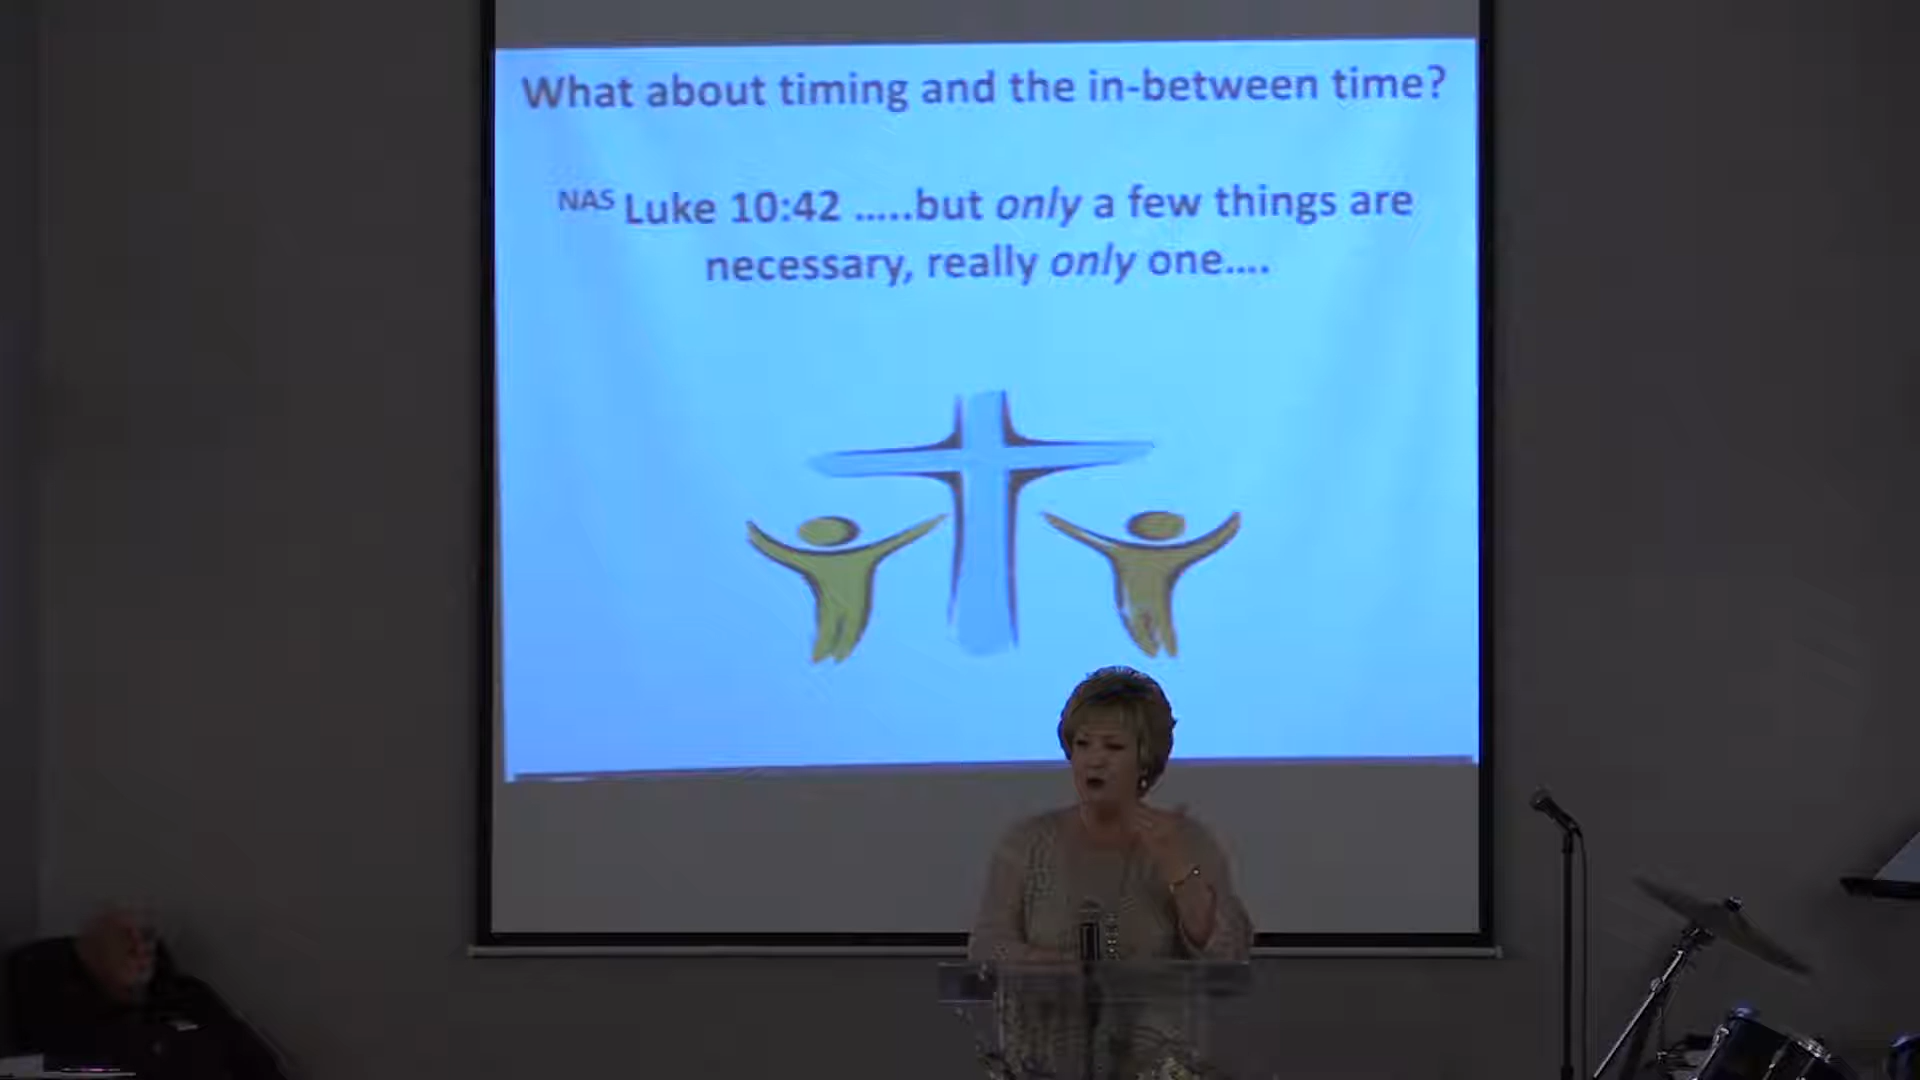 What about timing and the in-between time?
NAS Luke 10:42 .....but only a few things are
necessary, really only one....